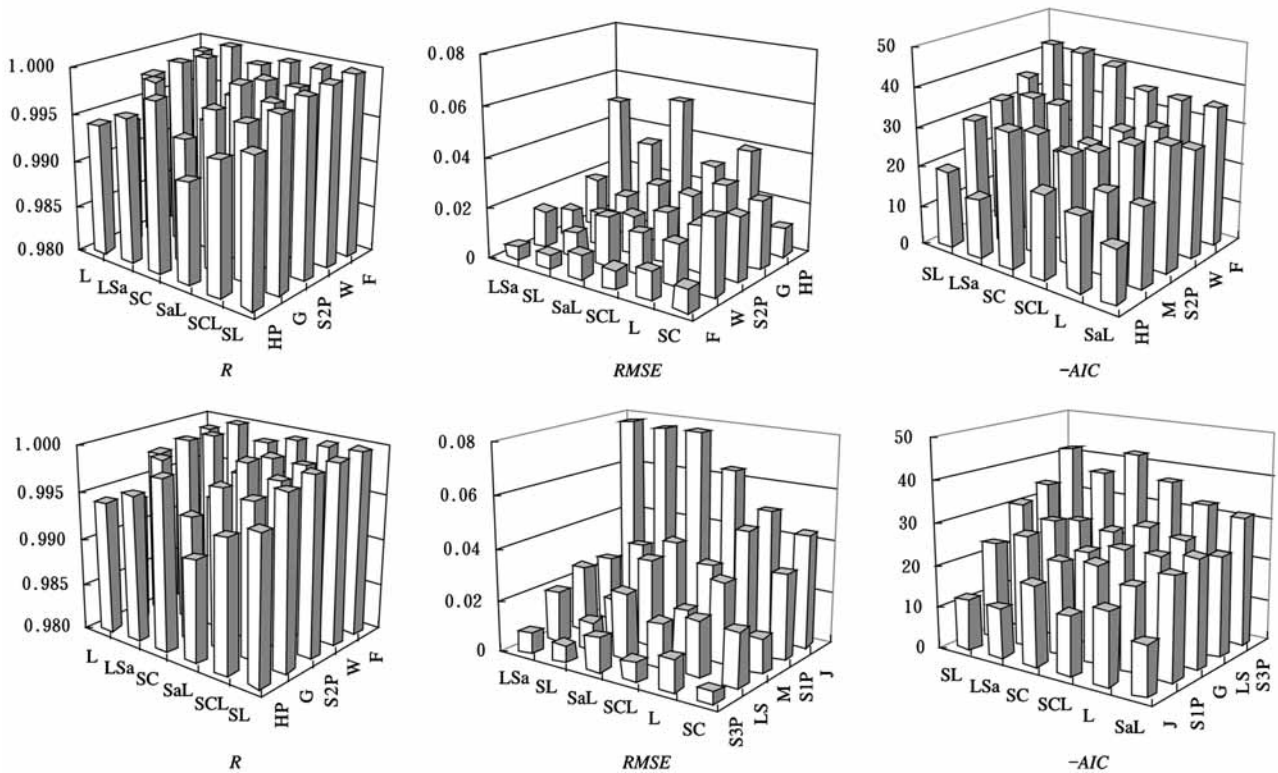 1.000
0.995
0.990
0.985
0.980
L
LSa
SC
SaL
SCL
SL
HP
G
S2P
W
F
R
0.08
0.06
0.04
0.02
0
LSa
SL
SaL
SCL
L
SC
F
W
S2P
G
HP
RMSE
50
40
30
20
10
0
SL
LSa
SC
SCL
L
SaL
HP
M
S2P
W
F
-AIC
1.000
0.995
0.990
0.985
0.980
L
LSa
SC
SaL
SCL
SL
HP
G
S2P
W
F
R
0.08
0.06
0.04
0.02
0
LSa
SL
SaL
SCL
L
SC
S3P
LS
M
S1P
J
RMSE
50
40
30
20
10
0
SL
LSa
SC
SCL
L
SaL
J
S1P
G
LS
S3P
-AIC